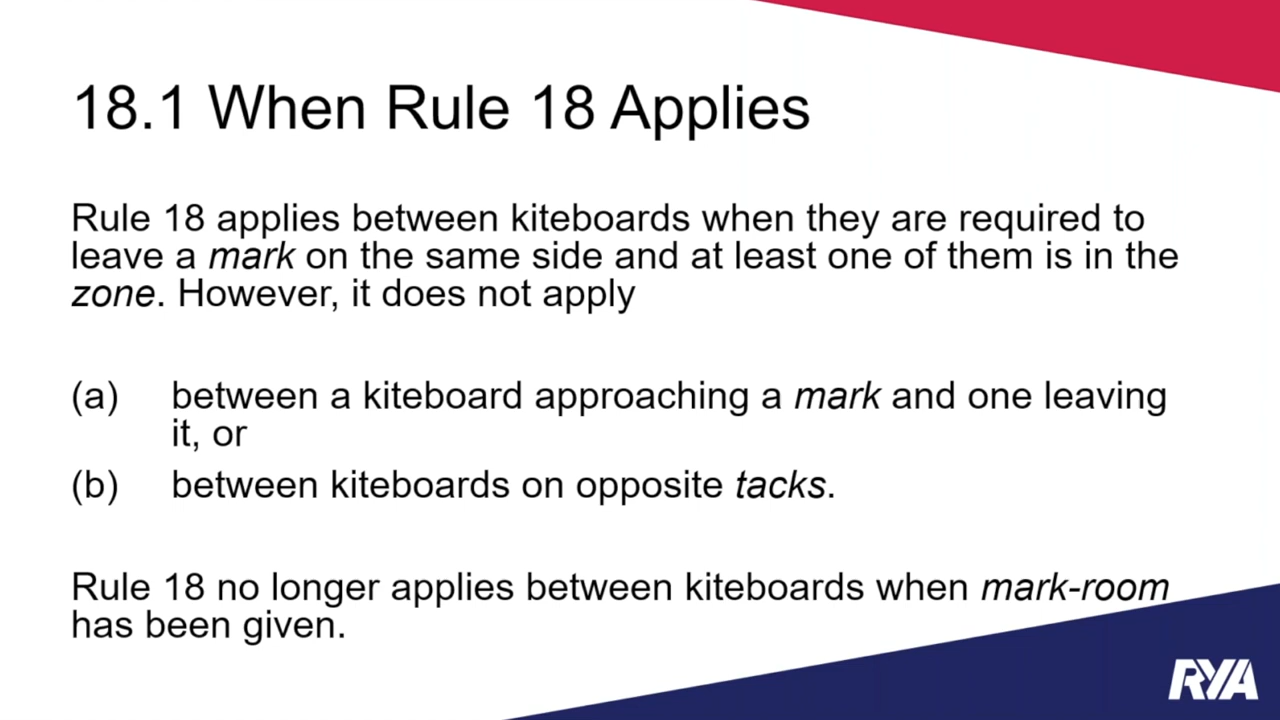 18.1 When Rule 18 Applies
Rule 18 applies between kiteboards when they are required to
leave a mark on the same side and at least one of them is in the
zone. However, it does not apply
(a) between a kiteboard approaching a mark and one leaving
it, or
(b) between kiteboards on opposite tacks.
Rule 18 no longer applies between kiteboards when mark-room
has been given.
RYA